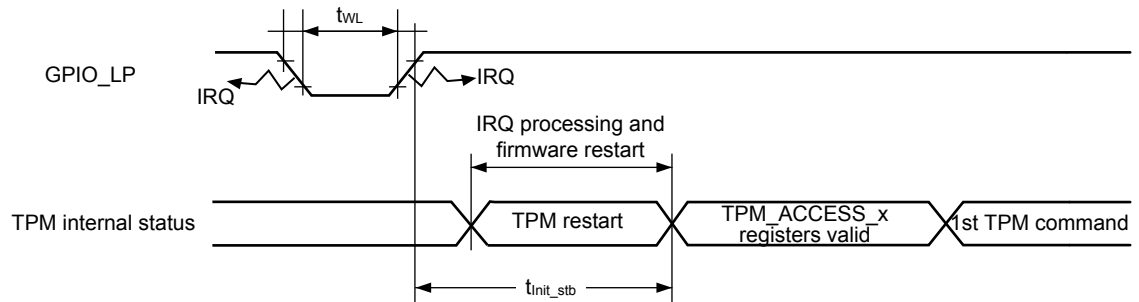 tWL
GPIO_LP
IRQ
IRQ
IRQ processing and
firmware restart
TPM internal status
TPM restart
TPM_ACCESS_x
registers valid
1st TPM command
tInit_stb